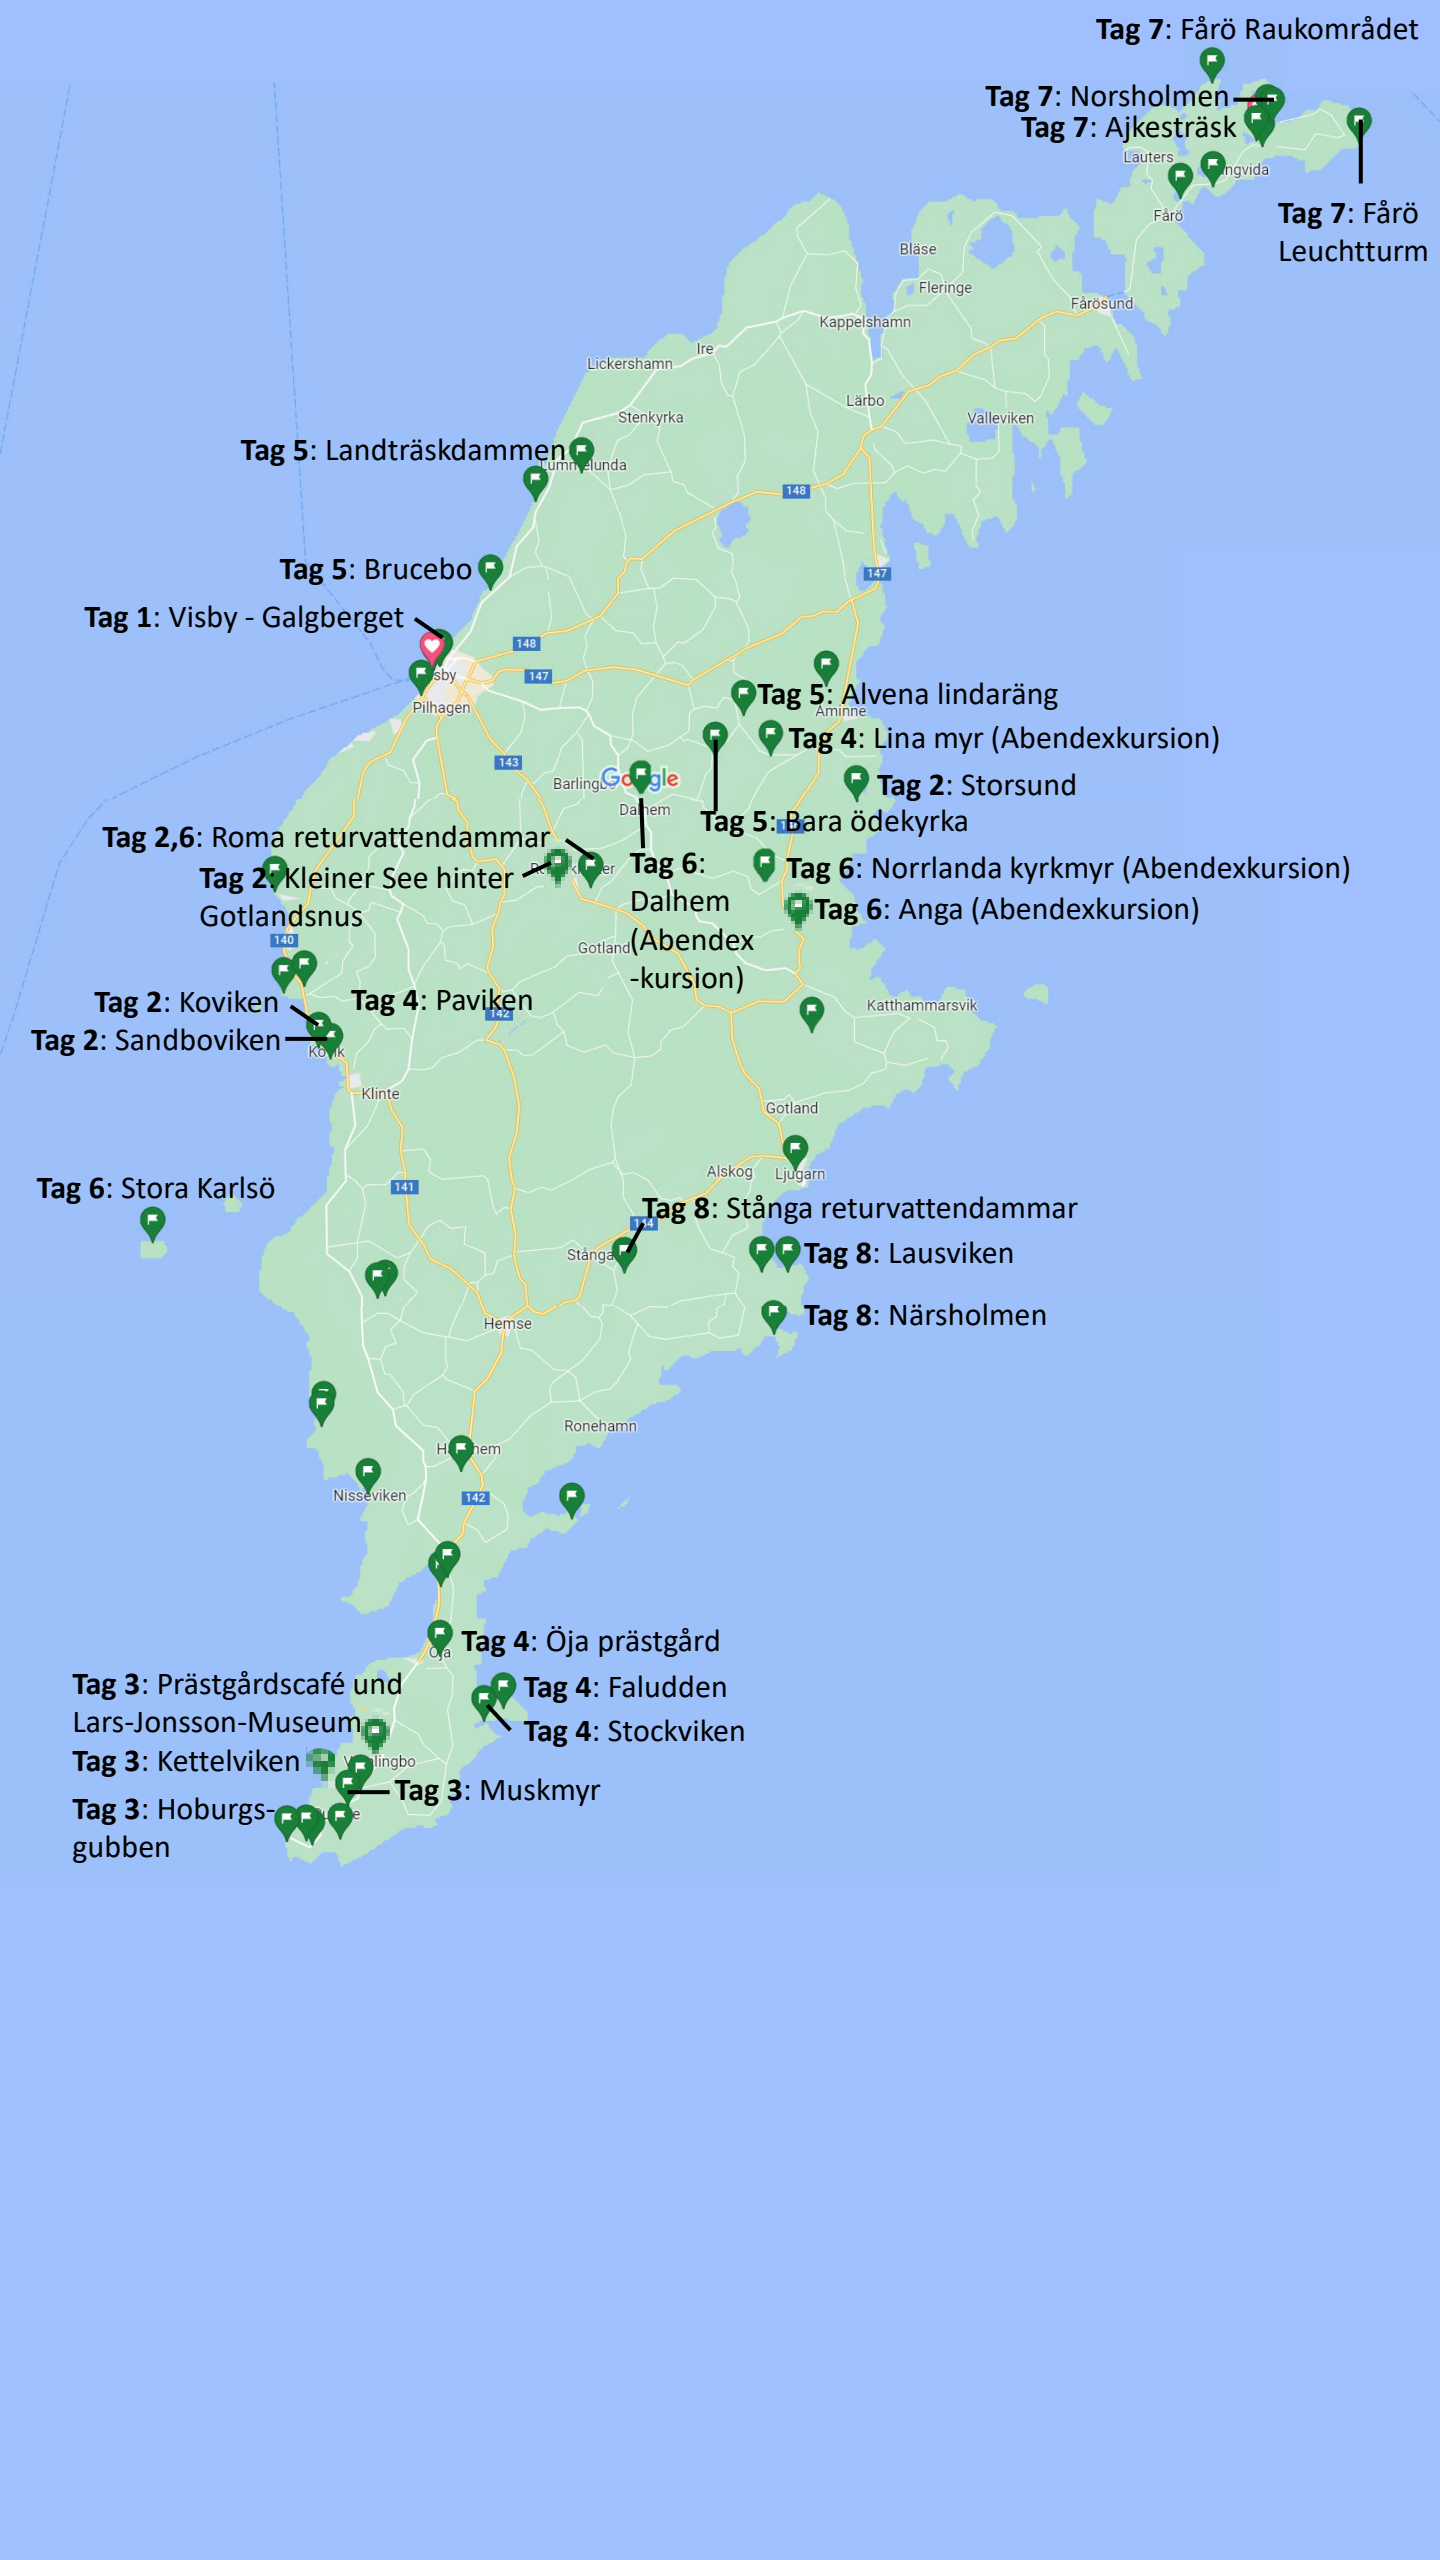 Tag 7: Fårö Raukområdet
Tag 7: Norsholmen
Tag 7: Ajkesträsk
Lauters
Fårö
Tag 7: Fårö
Leuchtturm
Bläse
Fleringe
Fårösund
Kappelshamn
Ire
Lickershamn
Lärbo
Stenkyrka
Valleviken
Tag 5: Landträskdammen
148
Tag 5: Brucebo
147
Tag 1: Visby - Galgberget
148
147
Pilhagen
Tag 5: Alvena lindaräng
Aminne
Tag 4: Lina myr (Abendexkursion)
143
Google
Tag 2: Storsund
Dalhem
Tag 5: Bara ödekyrka
Tag 2,6: Roma returvattendammar
Tag 2: Kleiner See hinter
Gotlandsnus
Tag 6:
Dalhem
(Abendex
-kursion)
Tag 6: Norrlanda kyrkmyr (Abendexkursion)
Tag 6: Anga (Abendexkursion)
140
Gotland
Tag 2: Koviken
Tag 4: Paviken
142
Katthammarsvik
Tag 2: Sandboviken
Klinte
Gotland
Alskog
Ljugarn
141
Tag 6: Stora Karlsö
Tag 8: Stånga returvattendammar
144
Stånga
Tag 8: Lausviken
Tag 8: Närsholmen
Hemse
Ronehamn
Nisseviken
142
Tag 4: Öja prästgård
Öja
Tag 3: Prästgårdscafé und
Lars-Jonsson-Museum
Tag 4: Faludden
Tag 4: Stockviken
Tag 3: Kettelviken
Tag 3: Muskmyr
Tag 3: Hoburgs-
gubben